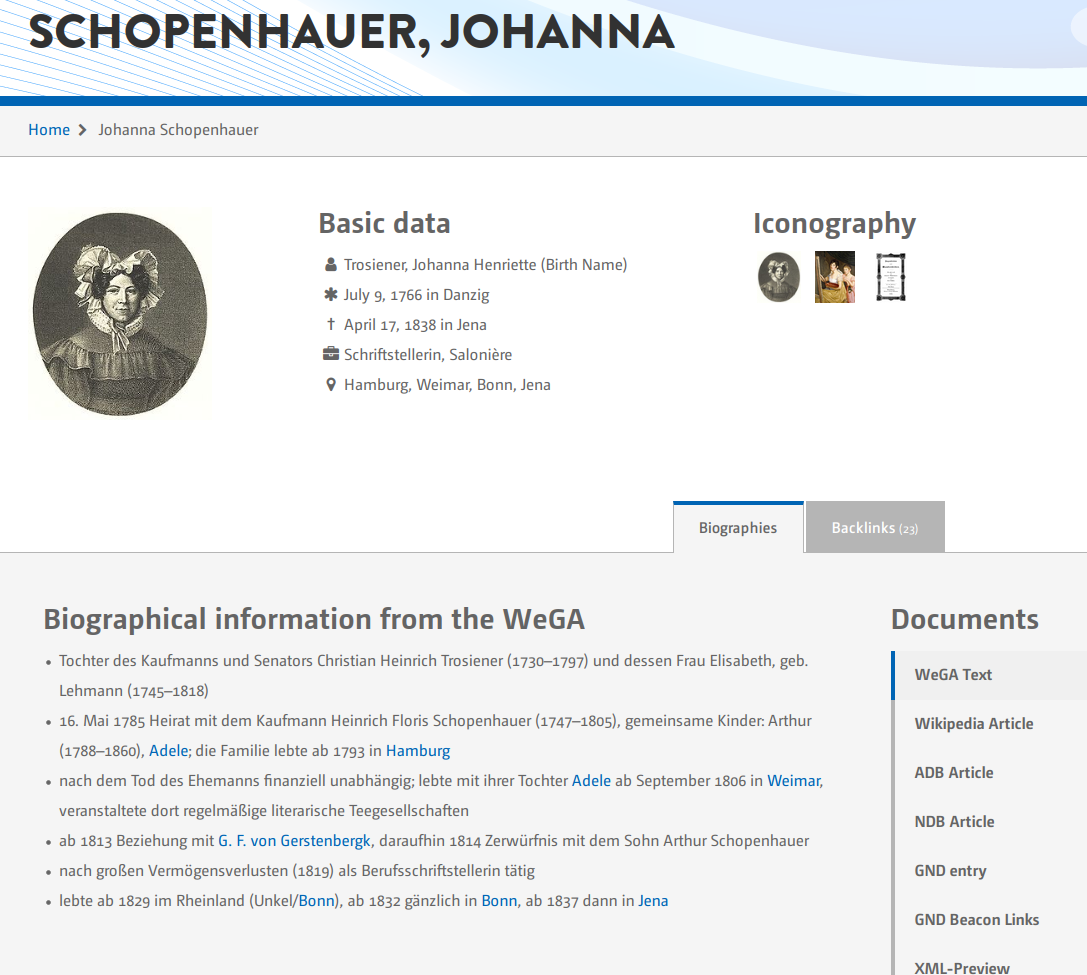 SCHOPENHAUER, JOHANNA
Home > Johanna Schopenhauer
Basic data
Trosiener, Johanna Henriette (Birth Name)
July 9, 1766 in Danzig
April 17, 1838 in Jena
Schriftstellerin, Salonière
Hamburg, Weimar, Bonn, Jena
Iconography
Biographies
Backlinks (23)
Biographical information from the WeGA
• Tochter des Kaufmanns und Senators Christian Heinrich Trosiener (1730–1797) und dessen Frau Elisabeth, geb.
Lehmann (1745–1818)
• 16. Mai 1785 Heirat mit dem Kaufmann Heinrich Floris Schopenhauer (1747–1805), gemeinsame Kinder: Arthur
(1788–1860), Adele; die Familie lebte ab 1793 in Hamburg
• nach dem Tod des Ehemanns finanziell unabhängig; lebte mit ihrer Tochter Adele ab September 1806 in Weimar,
veranstaltete dort regelmäßige literarische Teegesellschaften
• ab 1813 Beziehung mit G. F. von Gerstenbergk, daraufhin 1814 Zerwürfnis mit dem Sohn Arthur Schopenhauer
• nach großen Vermögensverlusten (1819) als Berufsschriftstellerin tätig
• lebte ab 1829 im Rheinland (Unkel/Bonn), ab 1832 gänzlich in Bonn, ab 1837 dann in Jena
Documents
WeGA Text
Wikipedia Article
ADB Article
NDB Article
GND entry
GND Beacon Links
XML-Preview